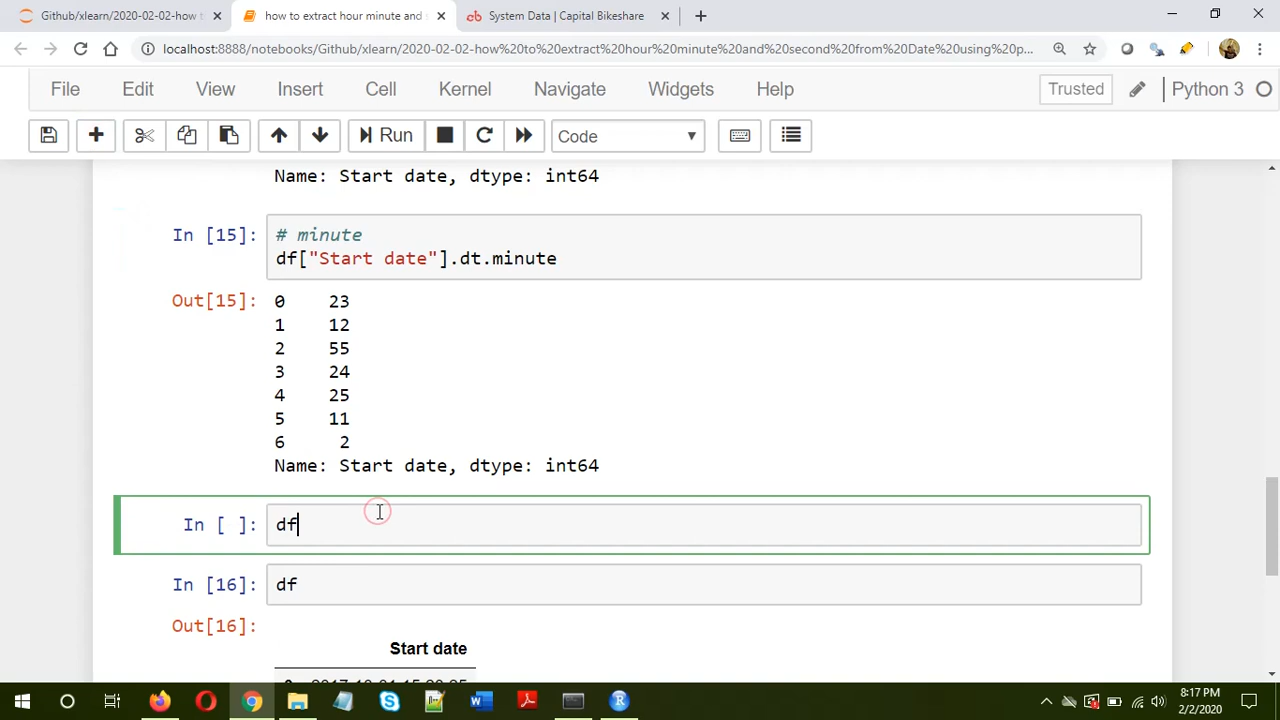 Github/xlearn/2020-02-02-how t
how to extract hour minute and
System Data | Capital Bikeshare
localhost:8888/notebooks/Github/xlearn/2020-02-02-how%20to%20extract%20hour%20minute%20and%20second%20from%20Date%20using%20p...
File Edit View Insert Cell Kernel Navigate Widgets Help Trusted Python 3
Run Code
Name: Start date, dtype: int64
In [15]: # minute
df["Start date"].dt.minute
Out[15]: 0 23
1 12
2 55
3 24
4 25
5 11
6 2
Name: Start date, dtype: int64
In [ ]: df
In [16]: df
Out[16]:
Start date
8:17 PM
2/2/2020